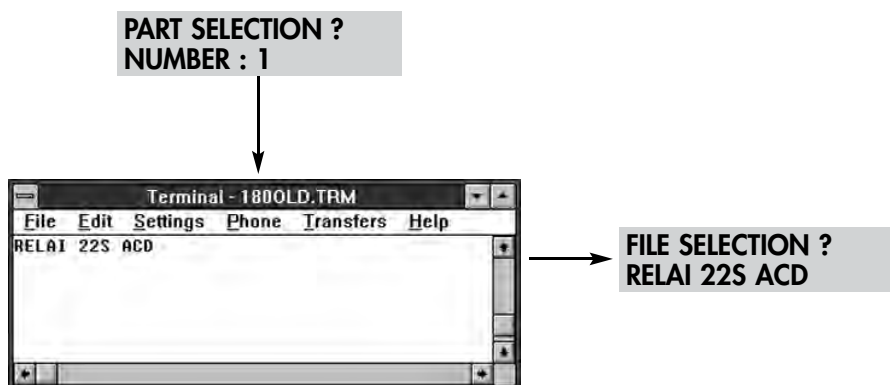 PART SELECTION ?
NUMBER : 1
Terminal - 180OLD.TRM
File Edit Settings Phone Transfers Help
RELAI 22S ACD
FILE SELECTION ?
RELAI 22S ACD